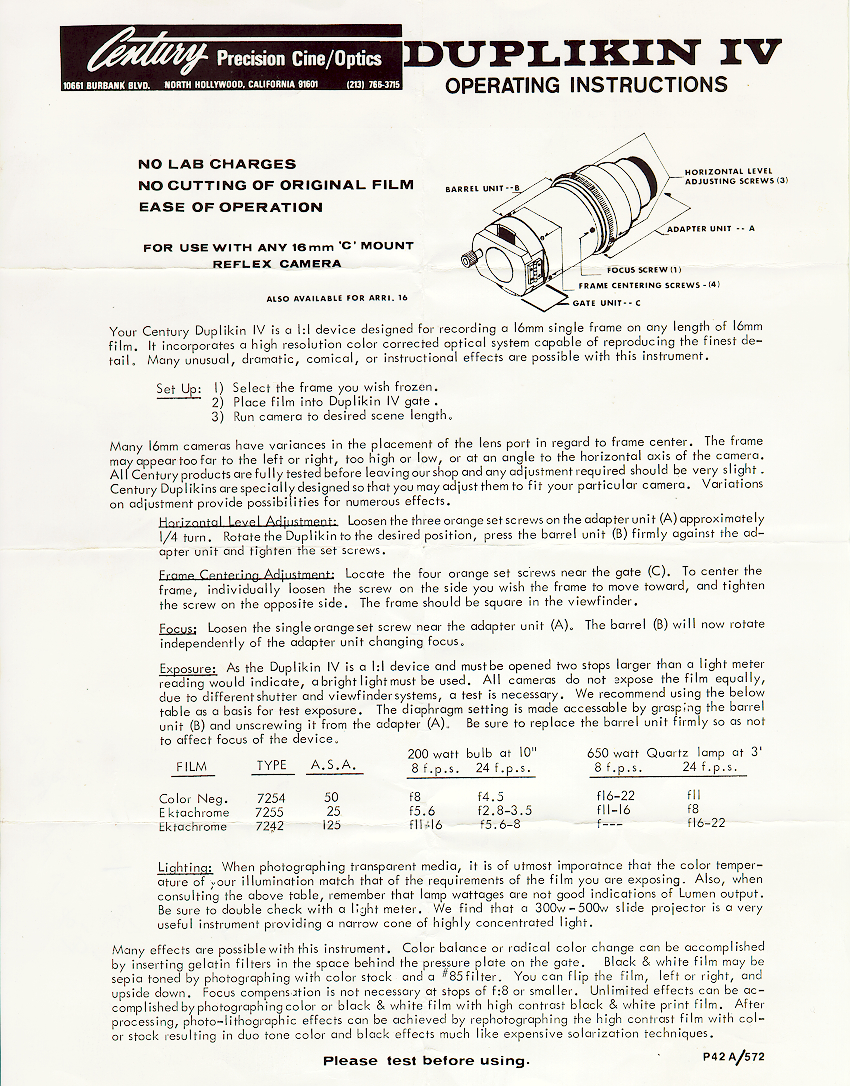 Century Precision Cine/Optics DUPLIKIN IV
10661 BURBANK BLVD. NORTH HOLLYWOOD, CALIFORNIA 91601 (213) 766-3715
OPERATING INSTRUCTIONS
NO LAB CHARGES
NO CUTTING OF ORIGINAL FILM
EASE OF OPERATION
FOR USE WITH ANY 16mm 'C' MOUNT
REFLEX CAMERA
ALSO AVAILABLE FOR ARRI. 16
BARREL UNIT--B
HORIZONTAL LEVEL
ADJUSTING SCREWS (3)
ADAPTER UNIT -- A
FOCUS SCREW (1)
FRAME CENTERING SCREWS -(4)
GATE UNIT-- C
Your Century Duplikin IV is a 1:1 device designed for recording a 16mm single frame on any length of 16mm
film. It incorporates a high resolution color corrected optical system capable of reproducing the finest de-
tail. Many unusual, dramatic, comical, or instructional effects are possible with this instrument.
Set Up: 1) Select the frame you wish frozen.
2) Place film into Duplikin IV gate .
3) Run camera to desired scene length.
Many 16mm cameras have variances in the placement of the lens port in regard to frame center. The frame
may appear too far to the left or right, too high or low, or at an angle to the horizontal axis of the camera.
All Century products are fully tested before leaving our shop and any adjustment required should be very slight .
Century Duplikins are specially designed so that you may adjust them to fit your particular camera. Variations
on adjustment provide possibilities for numerous effects.
Horizontal Level Adjustment: Loosen the three orange set screws on the adapter unit (A) approximately
1/4 turn. Rotate the Duplikin to the desired position, press the barrel unit (B) firmly against the ad-
apter unit and tighten the set screws.
Frame Centering Adjustment: Locate the four orange set screws near the gate (C). To center the
frame, individually loosen the screw on the side you wish the frame to move toward, and tighten
the screw on the opposite side. The frame should be square in the viewfinder.
Focus: Loosen the single orange set screw near the adapter unit (A). The barrel (B) will now rotate
independently of the adapter unit changing focus.
Exposure: As the Duplikin IV is a 1:1 device and must be opened two stops larger than a light meter
reading would indicate, a bright light must be used. All cameras do not expose the film equally,
due to different shutter and viewfinder systems, a test is necessary. We recommend using the below
table as a basis for test exposure. The diaphragm setting is made accessable by grasping the barrel
unit (B) and unscrewing it from the adapter (A). Be sure to replace the barrel unit firmly so as not
to affect focus of the device.
200 watt bulb at 10" 650 watt Quartz lamp at 3'
FILM TYPE A.S.A. 8 f.p.s. 24 f.p.s. 8 f.p.s. 24 f.p.s.
Color Neg. 7254 50 f8 f4.5 f16-22 f11
Ektachrome 7255 25 f5.6 f2.8-3.5 f11-16 f8
Ektachrome 7242 125 f11-16 f5.6-8 f--- f16-22
Lighting: When photographing transparent media, it is of utmost imporatnce that the color temper-
ature of your illumination match that of the requirements of the film you are exposing. Also, when
consulting the above table, remember that lamp wattages are not good indications of Lumen output.
Be sure to double check with a light meter. We find that a 300w-500w slide projector is a very
useful instrument providing a narrow cone of highly concentrated light.
Many effects are possible with this instrument. Color balance or radical color change can be accomplished
by inserting gelatin filters in the space behind the pressure plate on the gate. Black & white film may be
sepia toned by photographing with color stock and a #85 filter. You can flip the film, left or right, and
upside down. Focus compensation is not necessary at stops of f:8 or smaller. Unlimited effects can be ac-
complished by photographing color or black & white film with high contrast black & white print film. After
processing, photo-lithographic effects can be achieved by rephotographing the high contrast film with col-
or stock resulting in duo tone color and black effects much like expensive solarization techniques.
Please test before using.
P42 A/572